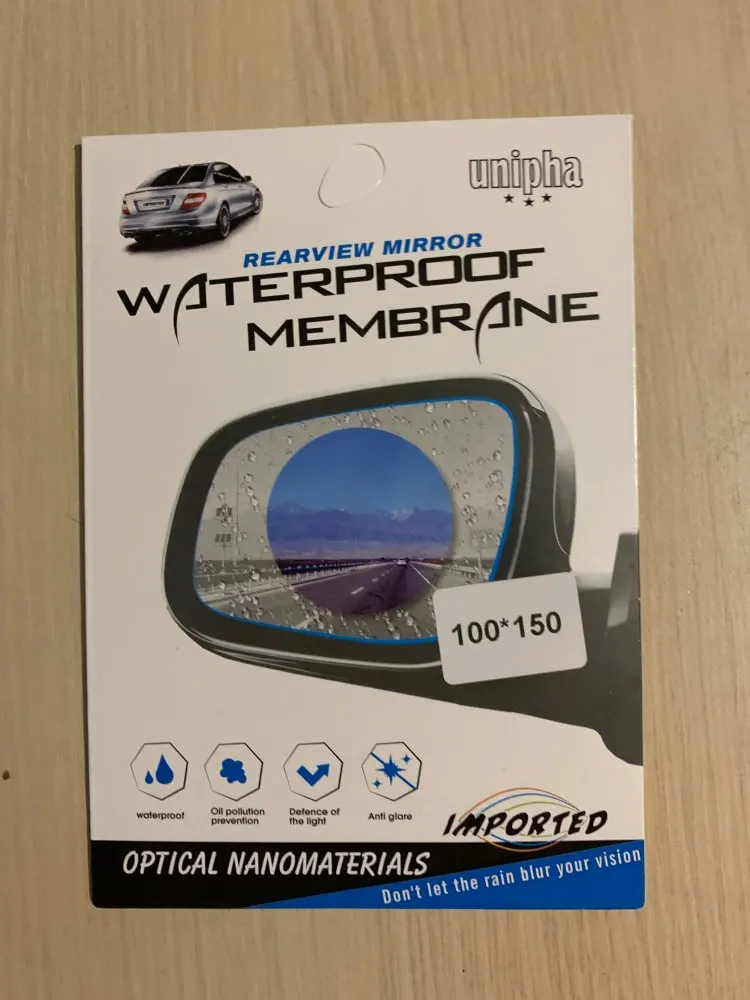 unipha
IMPORTED
REARVIEW MIRROR
WATERPROOF
MEMBRANE
100*150
waterproof
Oil pollution
prevention
Defence of
the light
Anti glare
IMPORTED
OPTICAL NANOMATERIALS
Don't let the rain blur your vision